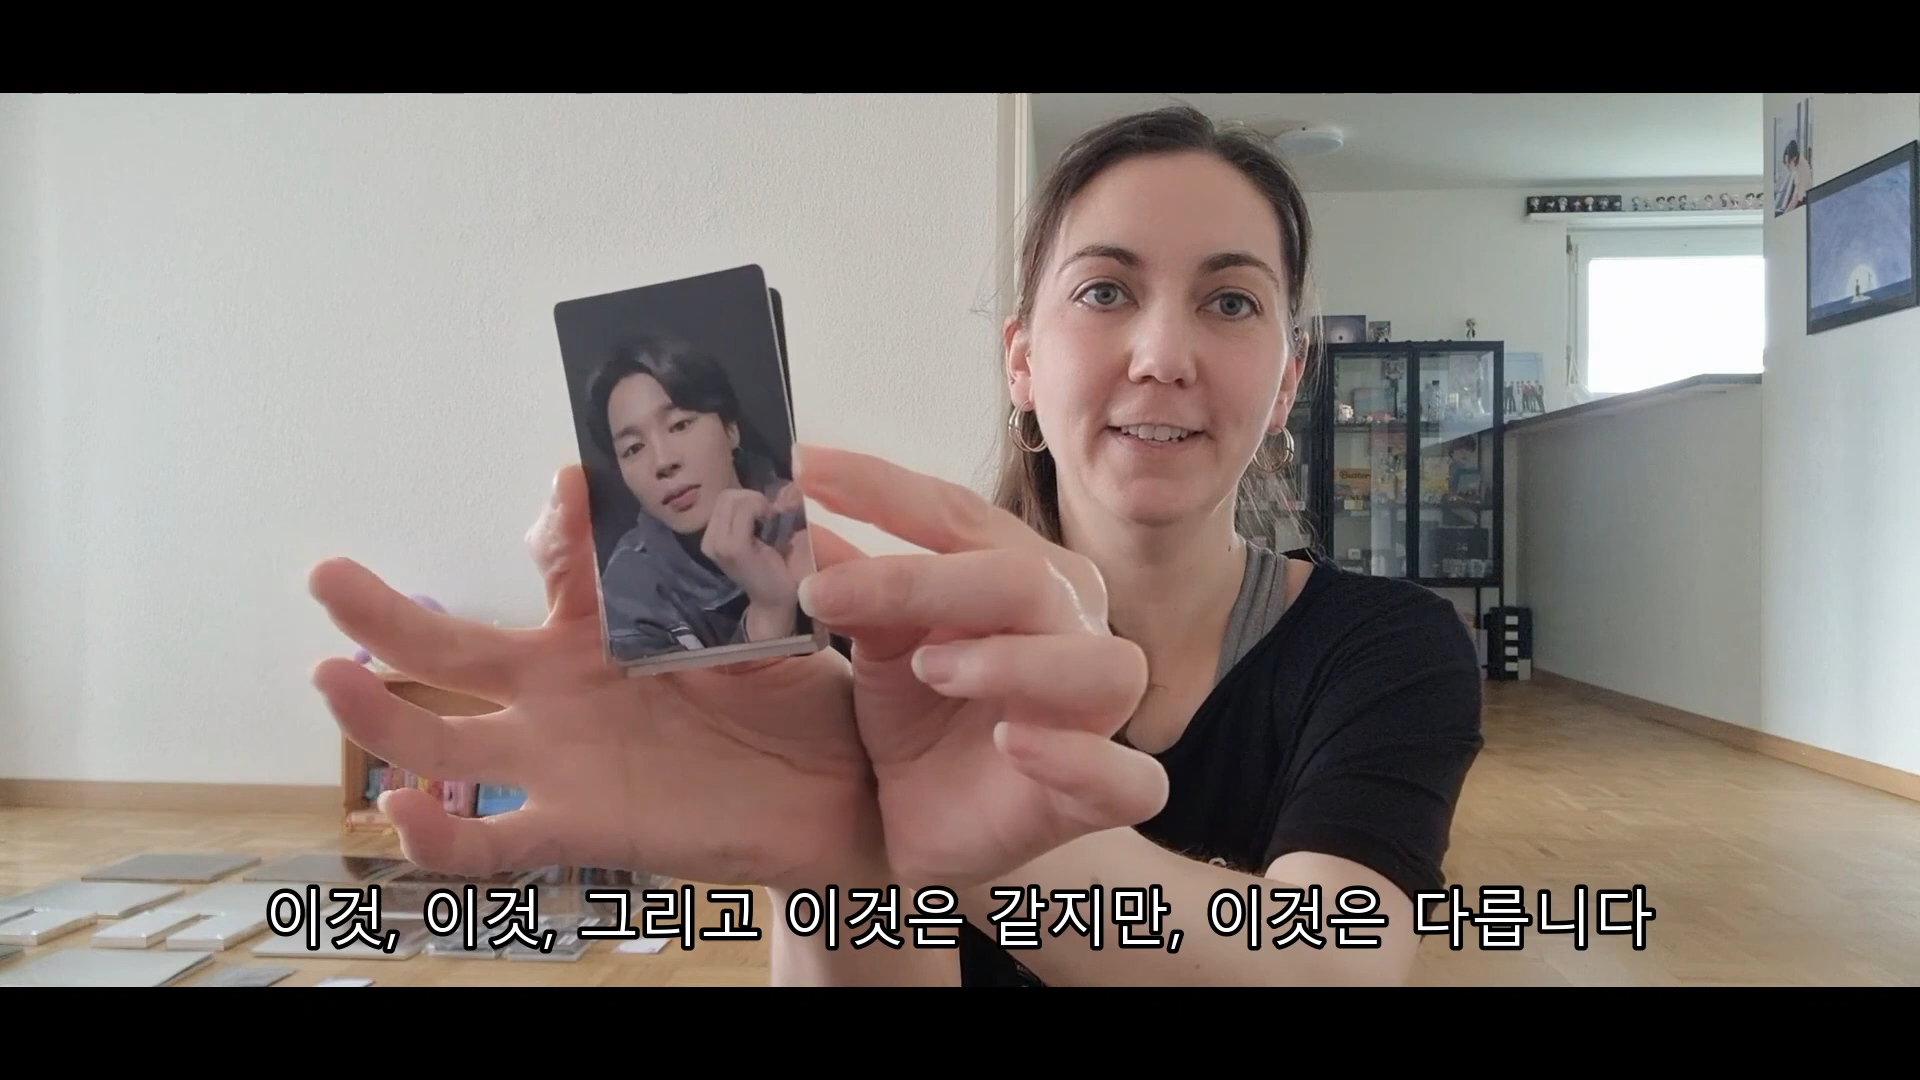 이것, 이것, 그리고 이것은 같지만, 이것은 다릅니다
Butter